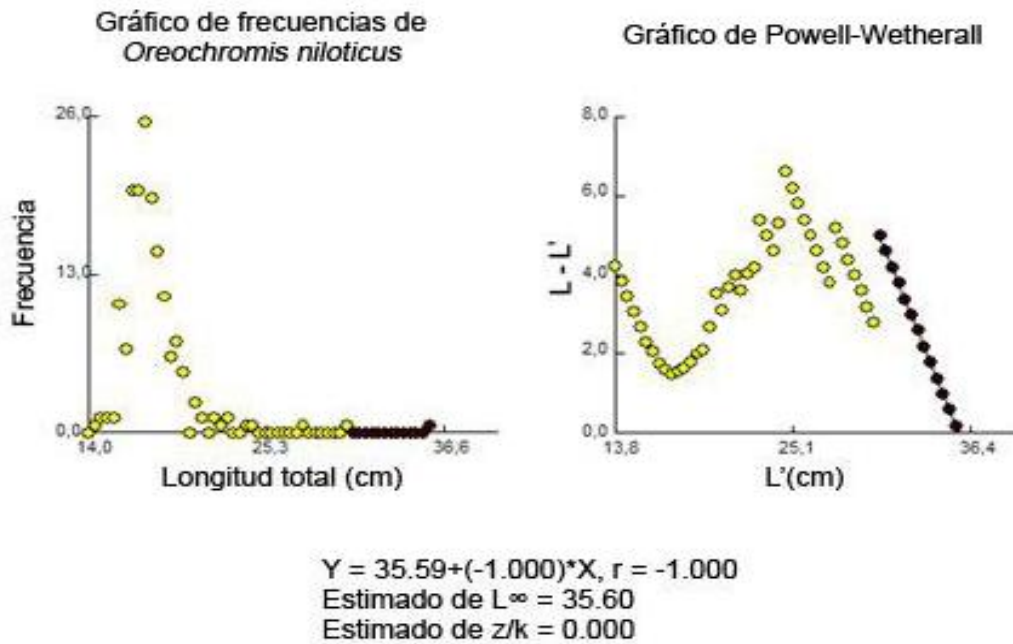 Gráfico de frecuencias de
Oreochromis niloticus
26,0
13,0
0,0
Frecuencia
14,0
25,3
36,6
Longitud total (cm)
Gráfico de Powell-Wetherall
8,0
6,0
4,0
2,0
0,0
L - L'
13,8
25,1
36,4
L'(cm)
Y = 35.59+(-1.000)*X, r = -1.000
Estimado de L∞ = 35.60
Estimado de z/k = 0.000